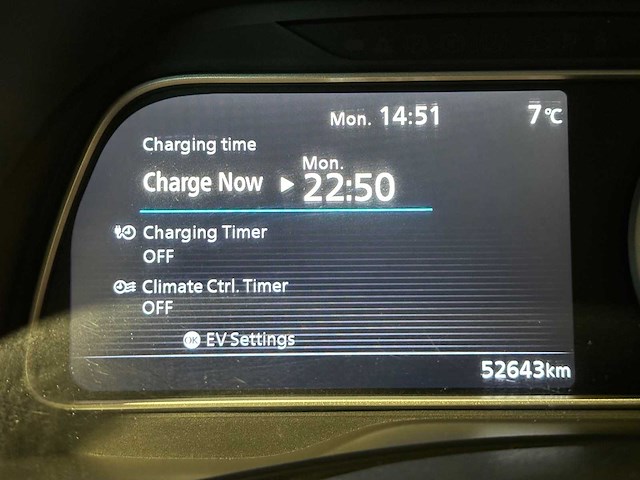 Mon. 14:51 7°C
Charging time
Charge Now ▶ Mon. 22:50
Charging Timer
OFF
Climate Ctrl. Timer
OFF
OK EV Settings
52643km